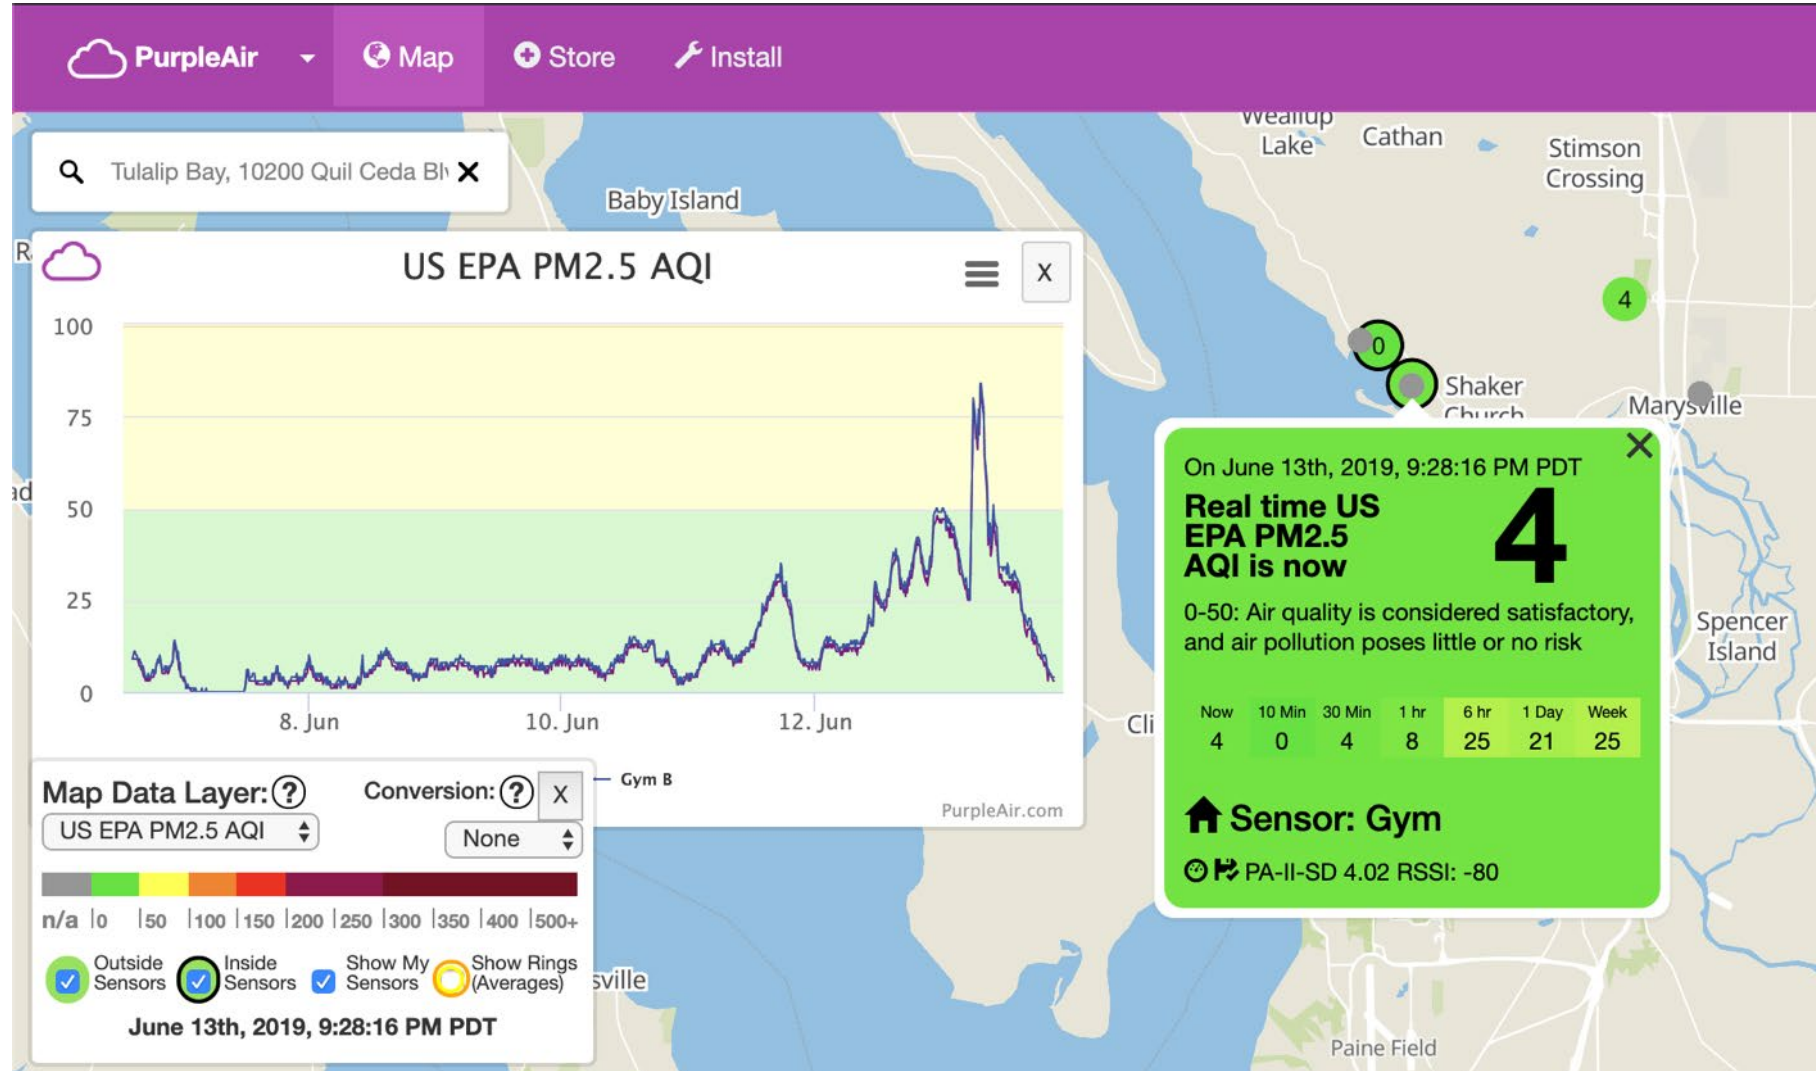 PurpleAir
Map
Store
Install
Tulalip Bay, 10200 Quil Ceda Blv
Baby Island
Lake
Cathan
Stimson
Crossing
US EPA PM2.5 AQI
X
100
75
50
25
0
8. Jun
10. Jun
12. Jun
Gym B
PurpleAir.com
4
0
Shaker
Church
Marysville
On June 13th, 2019, 9:28:16 PM PDT
Real time US
EPA PM2.5
AQI is now
4
0-50: Air quality is considered satisfactory,
and air pollution poses little or no risk
Now 10 Min 30 Min 1 hr 6 hr 1 Day Week
4 0 4 8 25 21 25
Sensor: Gym
PA-II-SD 4.02 RSSI: -80
Spencer
Island
Cli
Map Data Layer: ?
Conversion: ?
X
US EPA PM2.5 AQI
None
n/a |0 |50 |100 |150 |200 |250 |300 |350 |400 |500+
Outside
Sensors
Inside
Sensors
Show My
Sensors
Show Rings
(Averages)
June 13th, 2019, 9:28:16 PM PDT
sville
Paine Field